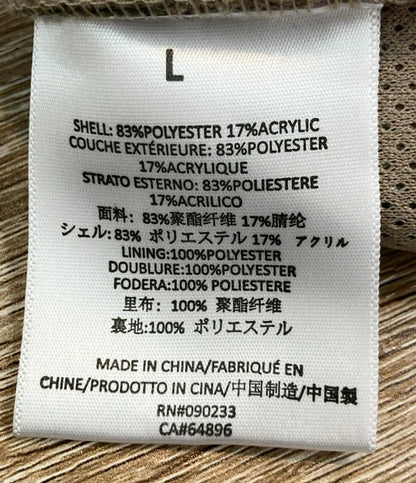 L
SHELL: 83%POLYESTER 17%ACRYLIC
COUCHE EXTÉRIEURE: 83%POLYESTER
17%ACRYLIQUE
STRATO ESTERNO: 83%POLIESTERE
17%ACRILICO
面料: 83%聚酯纤维 17%腈纶
シェル:83% ポリエステル 17% アクリル
LINING:100%POLYESTER
DOUBLURE:100%POLYESTER
FODERA:100% POLIESTERE
里布: 100% 聚酯纤维
裏地:100% ポリエステル
MADE IN CHINA/FABRIQUÉ EN
CHINE/PRODOTTO IN CINA/中国制造/中国製
RN#090233
CA#64896